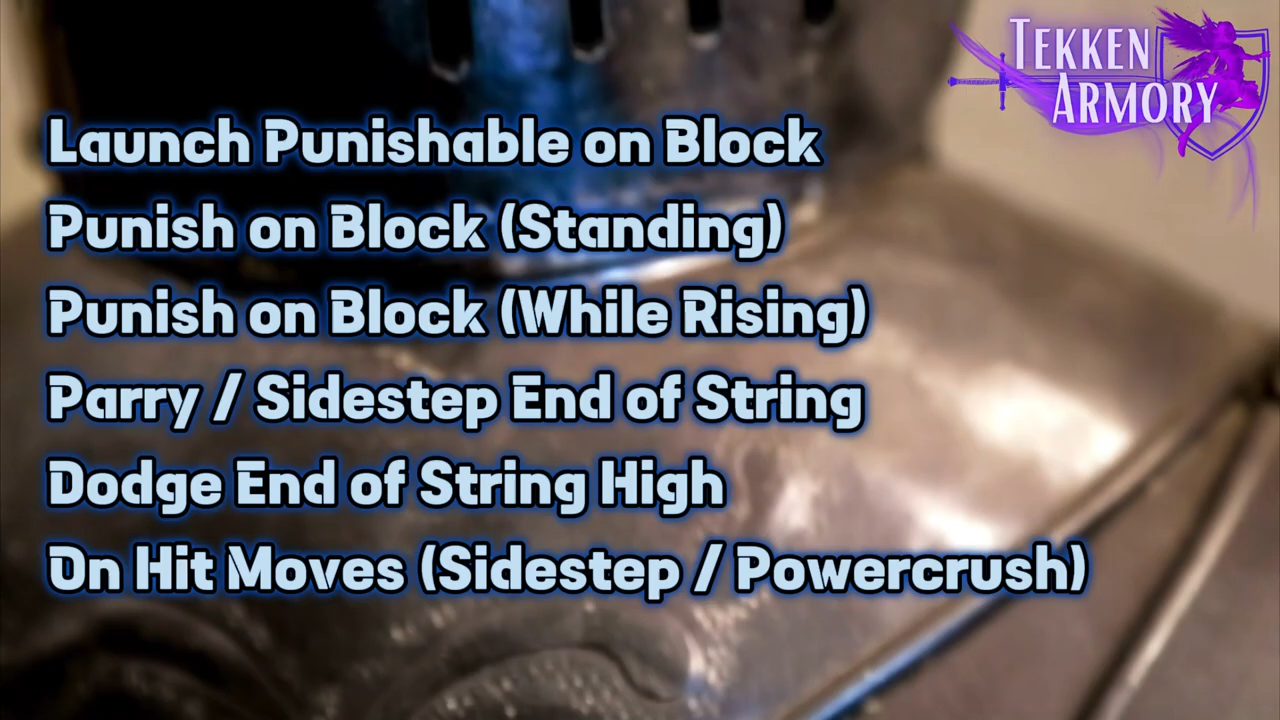 Tekken
Armory
Launch Punishable on Block
Punish on Block (Standing)
Punish on Block (While Rising)
Parry / Sidestep End of String
Dodge End of String High
On Hit Moves (Sidestep / Powercrush)